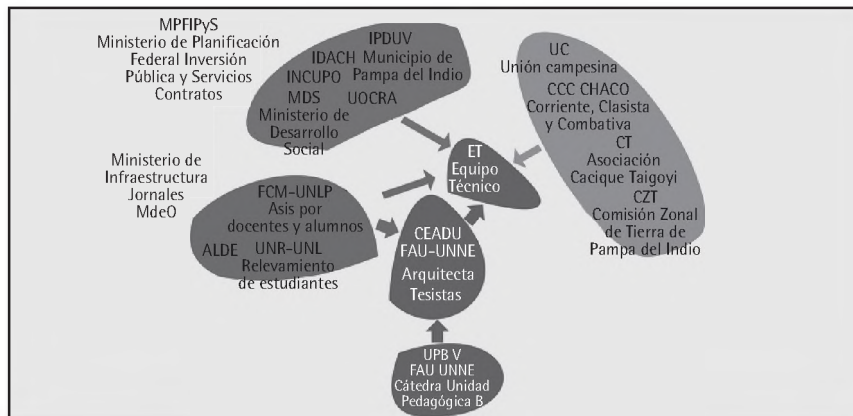 MPFIPyS
Ministerio de Planificación
Federal Inversión
Pública y Servicios
Contratos
IPDUV
IDACH Municipio de
INCUPO Pampa del Indio
MDS UOCRA
Ministerio de
Desarrollo
Social
UC
Unión campesina
CCC CHACO
Corriente, Clasista
y Combativa
CT
Asociación
Cacique Taigoyi
CZT
Comisión Zonal
de Tierra de
Pampa del Indio
ET
Equipo
Técnico
Ministerio de
Infraestructura
Jornales
MdeO
FCM-UNLP
Asis por
docentes y alumnos
ALDE UNR-UNL
Relevamiento
de estudiantes
CEADU
FAU-UNNE
Arquitecta
Tesistas
UPB V
FAU UNNE
Cátedra Unidad
Pedagógica B